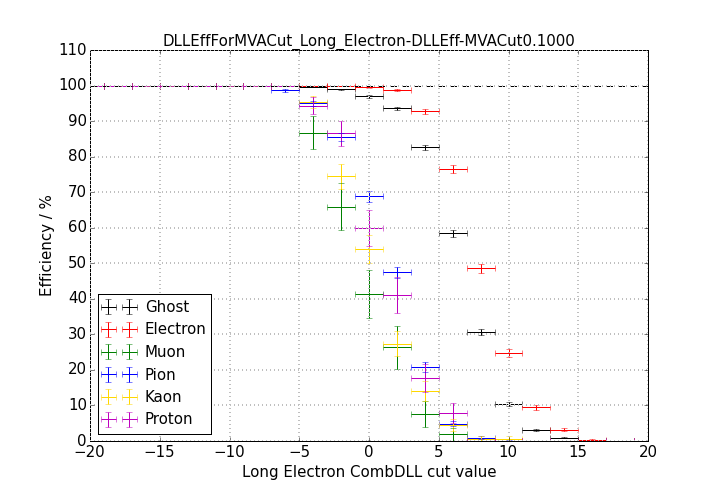 DLLEffForMVACut_Long_Electron-DLLEff-MVACut0.1000
110
100
90
80
70
60
50
40
30
20
10
0
Efficiency / %
Ghost
Electron
Muon
Pion
Kaon
Proton
−20 −15 −10 −5 0 5 10 15 20
Long Electron CombDLL cut value